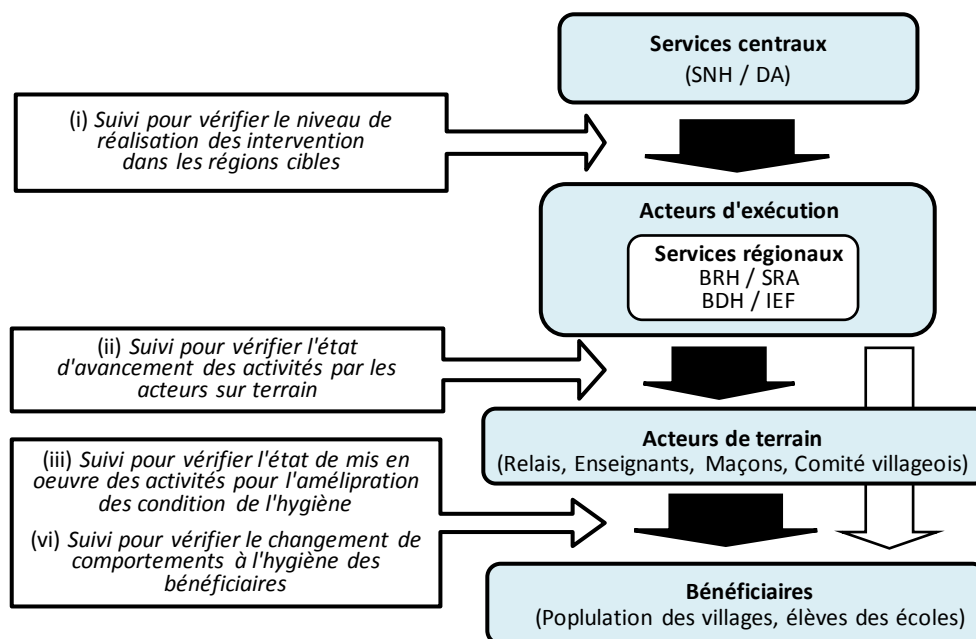 Services centraux
(SNH / DA)
(i) Suivi pour vérifier le niveau de
réalisation des intervention
dans les régions cibles
Acteurs d'exécution
Services régionaux
BRH / SRA
BDH / IEF
(ii) Suivi pour vérifier l'état
d'avancement des activités par les
acteurs sur terrain
Acteurs de terrain
(Relais, Enseignants, Maçons, Comité villageois)
(iii) Suivi pour vérifier l'état de mis en
oeuvre des activités pour l'amélipration
des condition de l'hygiène
(vi) Suivi pour vérifier le changement de
comportements à l'hygiène des
bénéficiaires
Bénéficiaires
(Poplulation des villages, élèves des écoles)